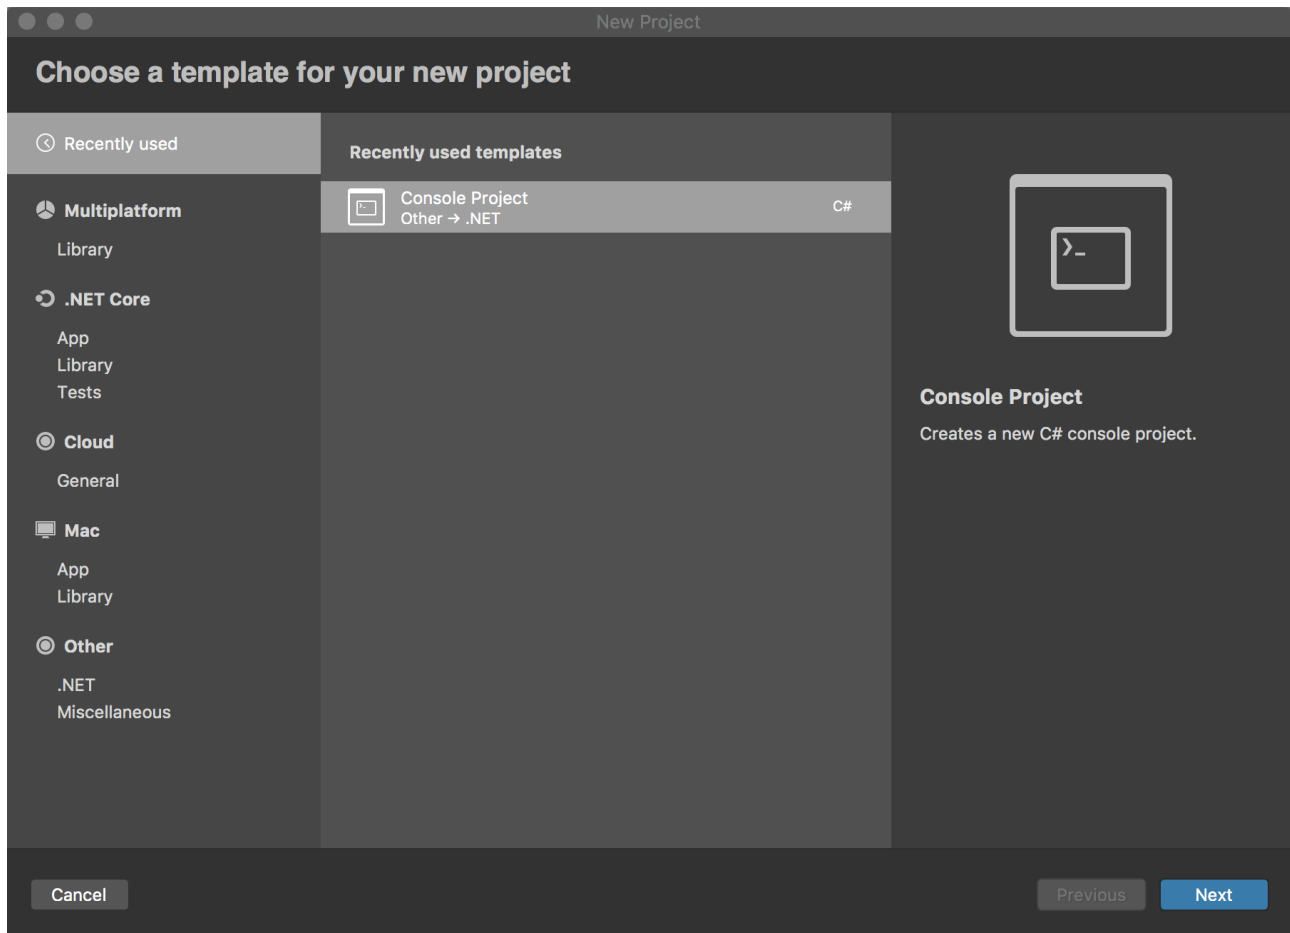 New Project
Choose a template for your new project
Recently used
Multiplatform
Library
.NET Core
App
Library
Tests
Cloud
General
Mac
App
Library
Other
.NET
Miscellaneous
Recently used templates
Console Project
Other → .NET
C#
❯_
Console Project
Creates a new C# console project.
Cancel
Previous
Next